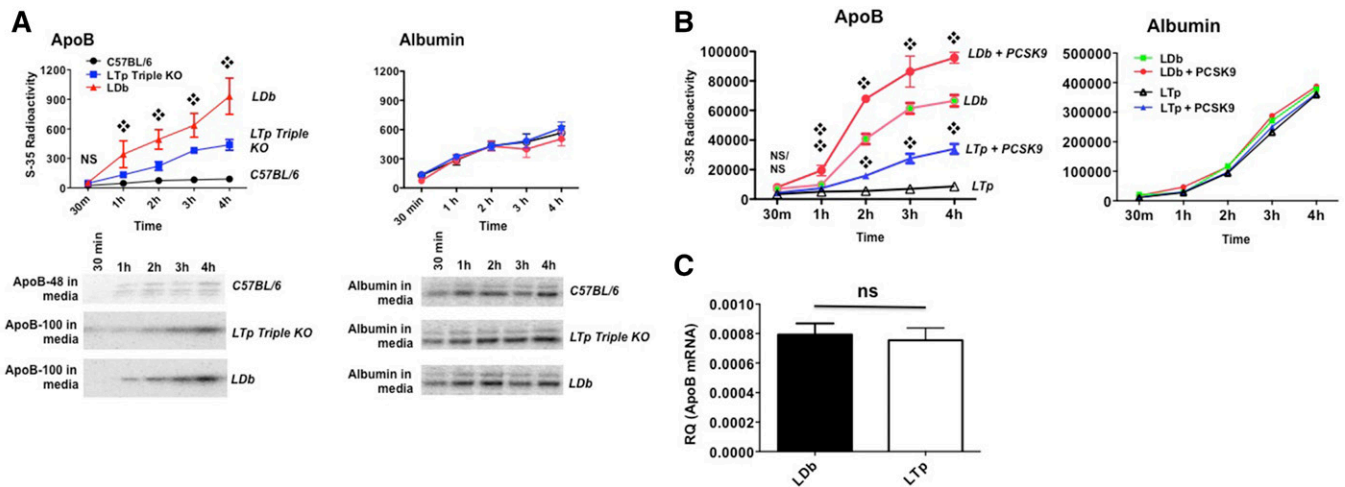 A
ApoB
C57BL/6
LTp Triple KO
LDb
S-35 Radioactivity
1200
900
600
300
0
NS
LDb
LTp Triple
KO
C57BL/6
30m 1h 2h 3h 4h
Time
Albumin
1200
900
600
300
0
30 min 1 h 2 h 3 h 4 h
Time
30 min 1h 2h 3h 4h
ApoB-48 in
media
C57BL/6
ApoB-100 in
media
LTp Triple KO
ApoB-100 in
media
LDb
30 min 1h 2h 3h 4h
Albumin in
media
C57BL/6
Albumin in
media
LTp Triple KO
Albumin in
media
LDb
B
ApoB
S-35 Radioactivity
100000
80000
60000
40000
20000
0
NS/
NS
LDb + PCSK9
LDb
LTp + PCSK9
LTp
30m 1h 2h 3h 4h
Time
Albumin
500000
400000
300000
200000
100000
0
LDb
LDb + PCSK9
LTp
LTp + PCSK9
30m 1h 2h 3h 4h
Time
C
ns
RQ (ApoB mRNA)
0.0010
0.0008
0.0006
0.0004
0.0002
0.0000
LDb LTp